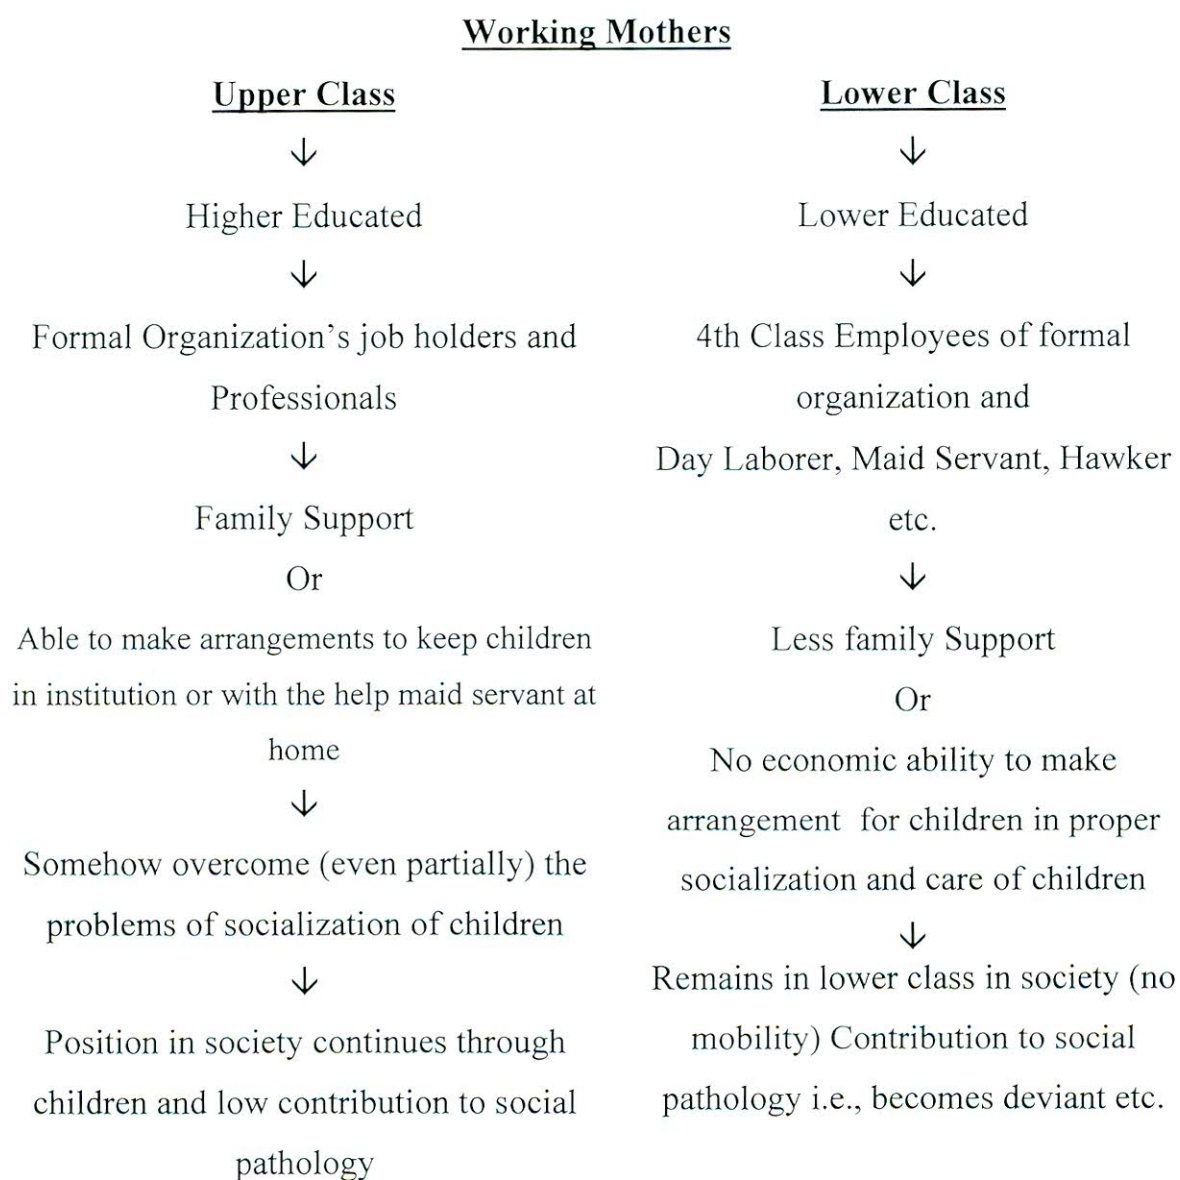 Working Mothers
Upper Class
↓
Higher Educated
↓
Formal Organization's job holders and
Professionals
↓
Family Support
Or
Able to make arrangements to keep children
in institution or with the help maid servant at
home
↓
Somehow overcome (even partially) the
problems of socialization of children
↓
Position in society continues through
children and low contribution to social
pathology
Lower Class
↓
Lower Educated
↓
4th Class Employees of formal
organization and
Day Laborer, Maid Servant, Hawker
etc.
↓
Less family Support
Or
No economic ability to make
arrangement for children in proper
socialization and care of children
↓
Remains in lower class in society (no
mobility) Contribution to social
pathology i.e., becomes deviant etc.